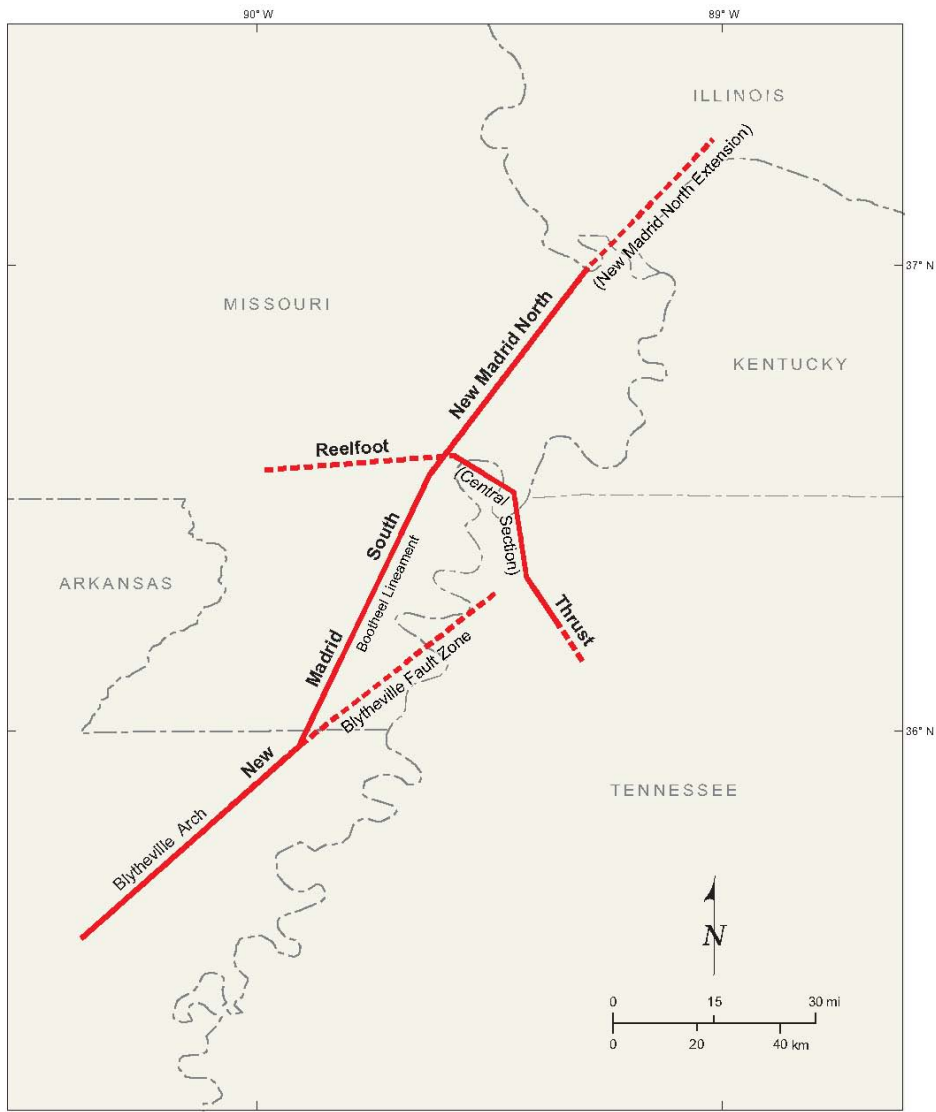 90° W
89° W
ILLINOIS
(New Madrid North Extension)
37° N
MISSOURI
New Madrid North
KENTUCKY
Reelfoot
(Central
Section)
South
Bootheel Lineament
ARKANSAS
Thrust
Madrid
Blytheville Fault Zone
36° N
New
TENNESSEE
Blytheville Arch
N
0 15 30 mi
0 20 40 km